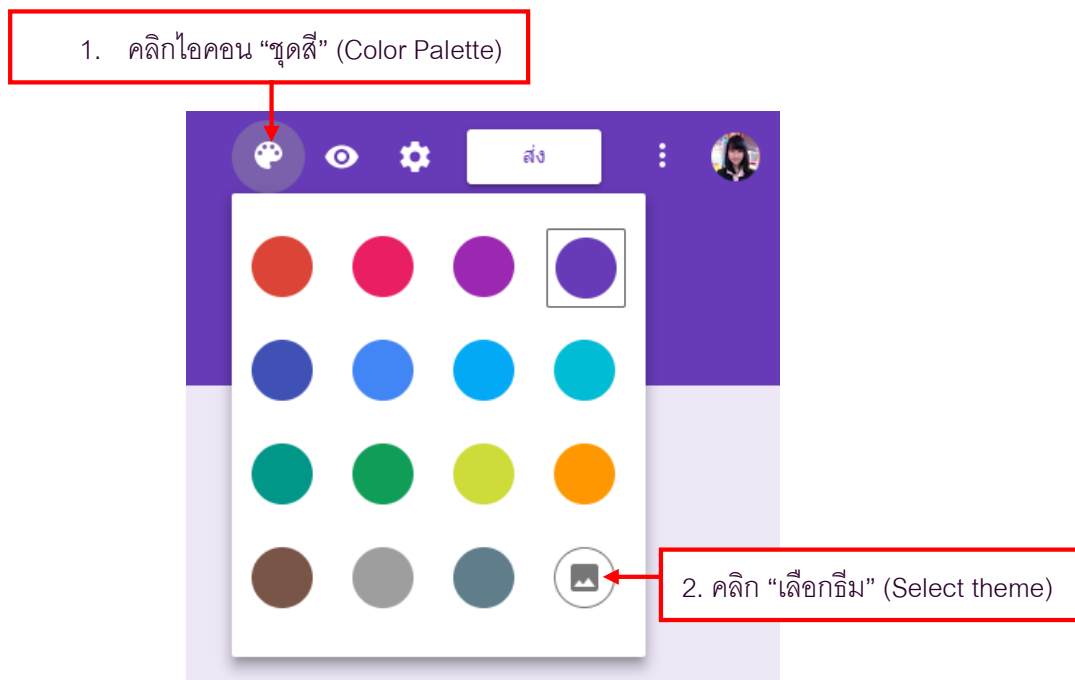 1. คลิกไอคอน “ชุดสี” (Color Palette)
ส่ง
2. คลิก “เลือกธีม” (Select theme)